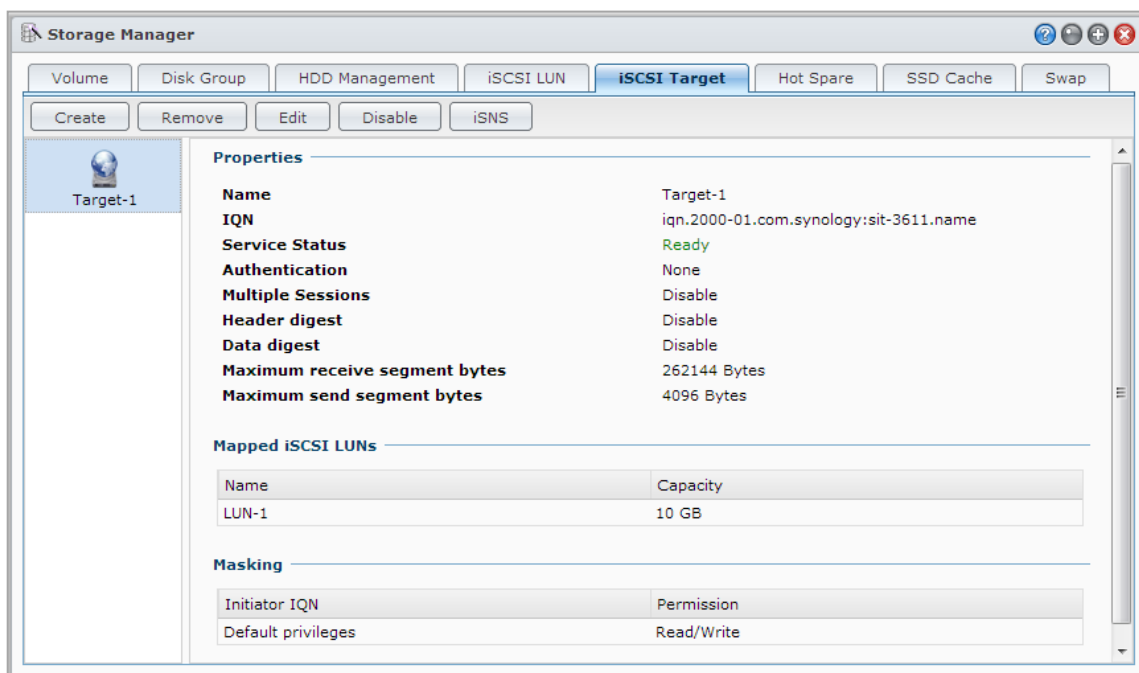 Storage Manager
Volume Disk Group HDD Management iSCSI LUN iSCSI Target Hot Spare SSD Cache Swap
Create Remove Edit Disable iSNS
Target-1
Properties
Name Target-1
IQN iqn.2000-01.com.synology:sit-3611.name
Service Status Ready
Authentication None
Multiple Sessions Disable
Header digest Disable
Data digest Disable
Maximum receive segment bytes 262144 Bytes
Maximum send segment bytes 4096 Bytes
Mapped iSCSI LUNs
Name Capacity
LUN-1 10 GB
Masking
Initiator IQN Permission
Default privileges Read/Write